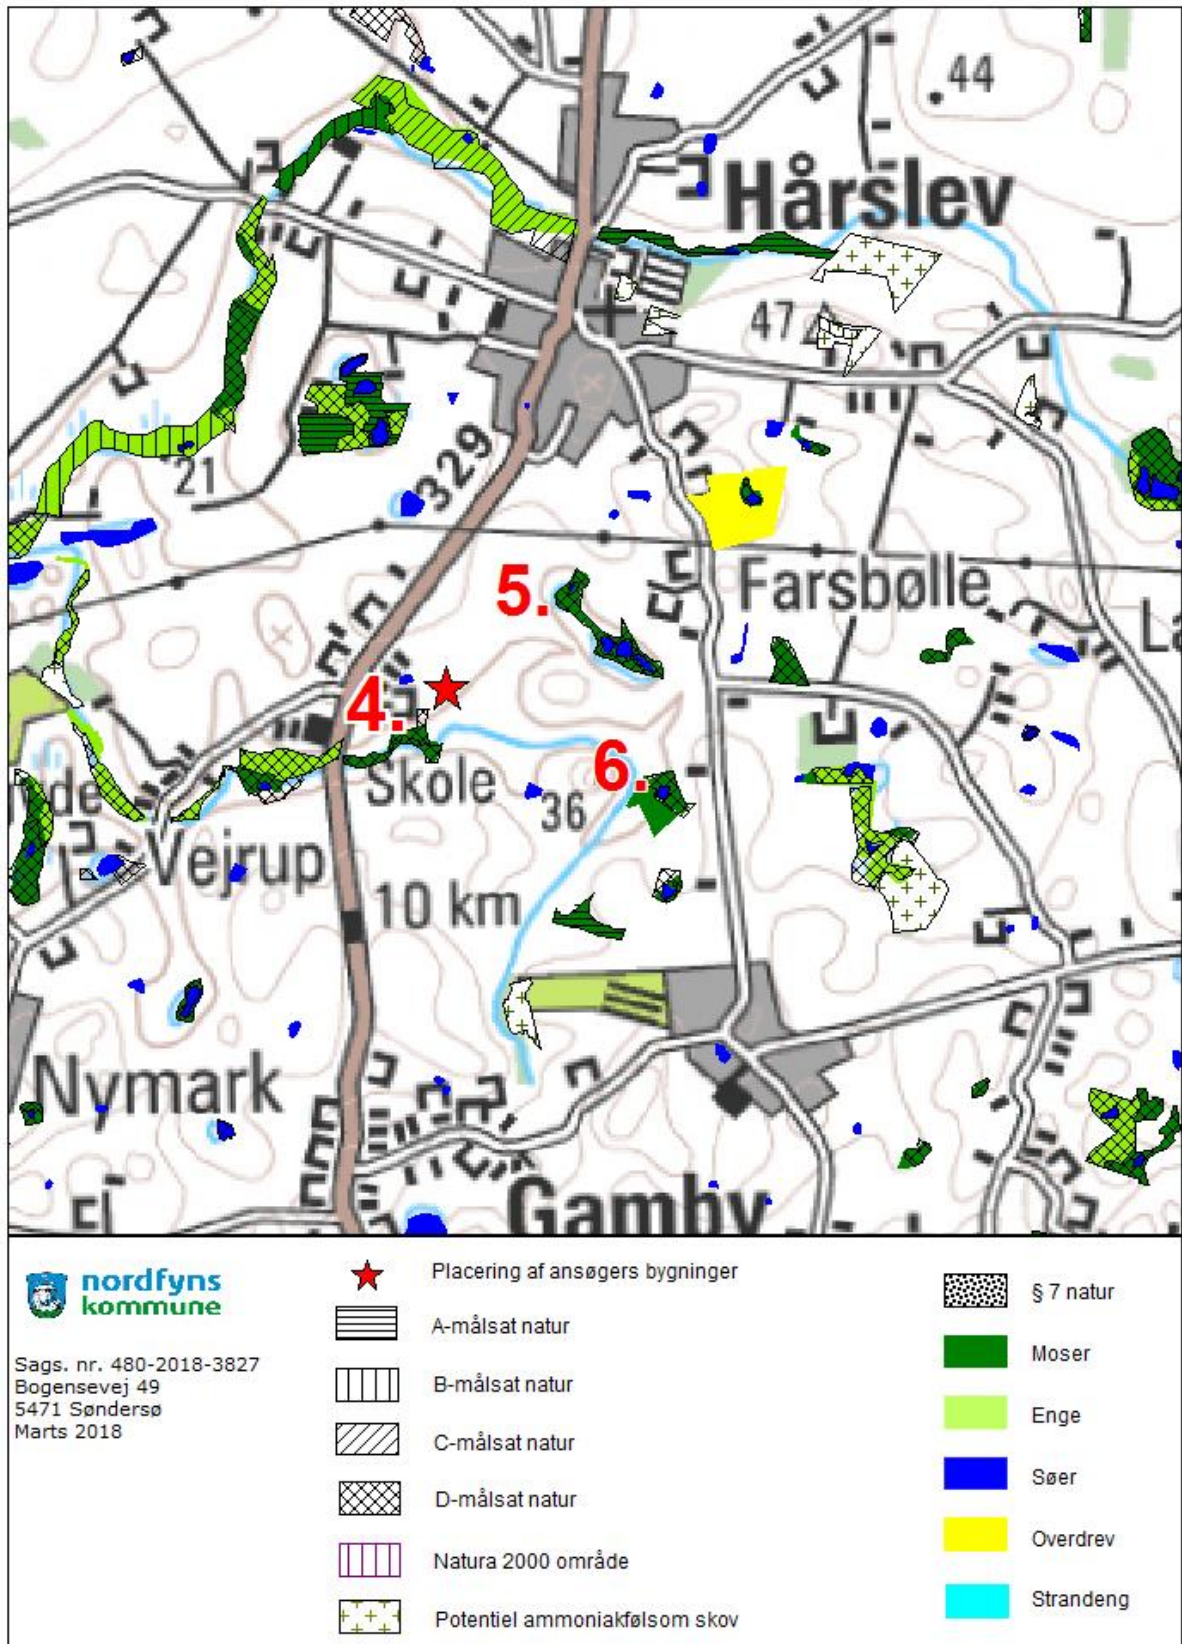 44
Hårslev
47
329
21
5.
Farsbølle
4.
6.
Skole
36
Vejrup
10 km
Nymark
Gamby
nordfyns
kommune
Sags. nr. 480-2018-3827
Bogensevej 49
5471 Søndersø
Marts 2018
Placering af ansøgers bygninger
A-målsat natur
B-målsat natur
C-målsat natur
D-målsat natur
Natura 2000 område
Potentiel ammoniakfølsom skov
§ 7 natur
Moser
Enge
Søer
Overdrev
Strandeng